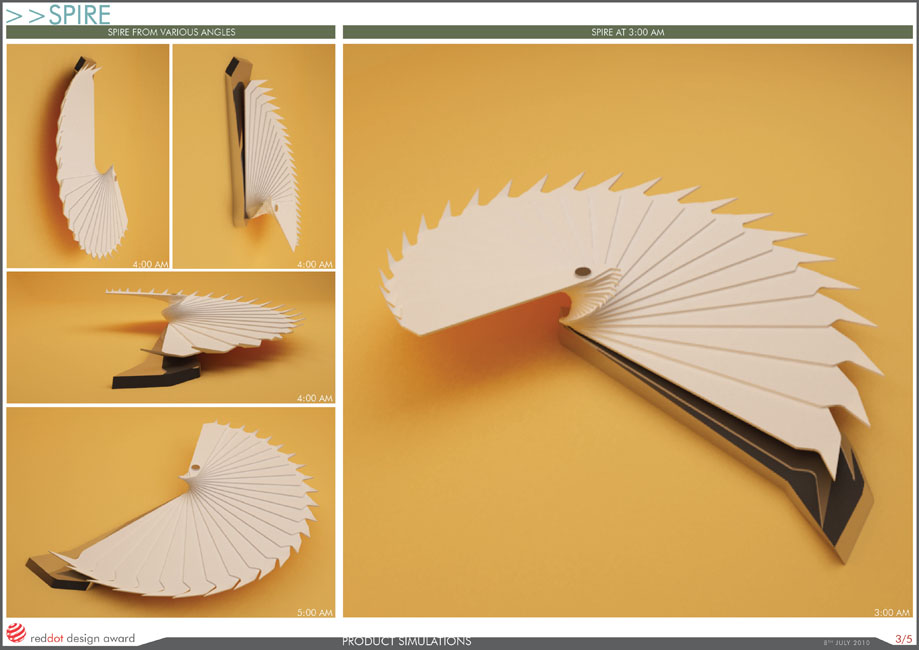 >>SPIRE
SPIRE FROM VARIOUS ANGLES
SPIRE AT 3:00 AM
4:00 AM
4:00 AM
4:00 AM
5:00 AM
3:00 AM
reddot design award
PRODUCT SIMULATIONS
8TH JULY 2010
3/5